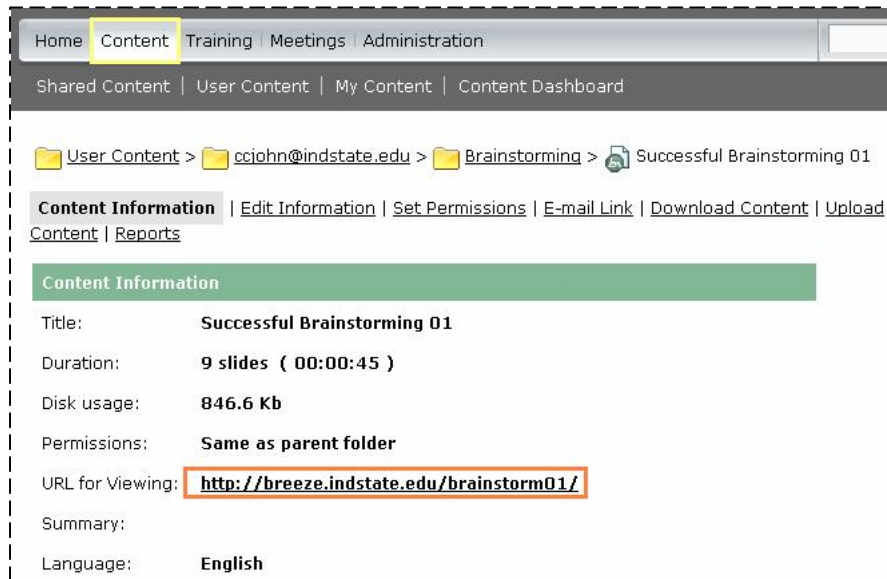 Home Content Training Meetings Administration
Shared Content | User Content | My Content | Content Dashboard
User Content > ccjohn@indstate.edu > Brainstorming > Successful Brainstorming 01
Content Information | Edit Information | Set Permissions | E-mail Link | Download Content | Upload
Content | Reports
Content Information
Title: Successful Brainstorming 01
Duration: 9 slides ( 00:00:45 )
Disk usage: 846.6 Kb
Permissions: Same as parent folder
URL for Viewing: http://breeze.indstate.edu/brainstorm01/
Summary:
Language: English